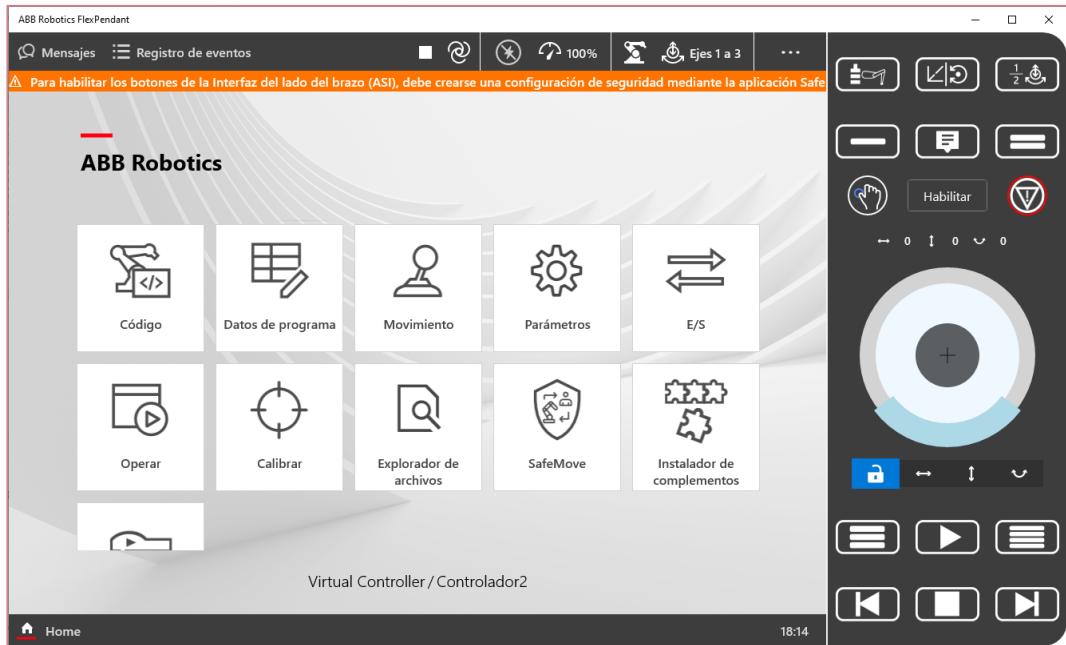 ABB Robotics FlexPendant
Mensajes Registro de eventos 100% Ejes 1 a 3 ...
Para habilitar los botones de la Interfaz del lado del brazo (ASI), debe crearse una configuración de seguridad mediante la aplicación Safe
1/2
ABB Robotics
Habilitar
0 0 0
Código Datos de programa Movimiento Parámetros E/S
</>
Operar Calibrar Explorador de archivos SafeMove Instalador de complementos
Virtual Controller / Controlador2
Home 18:14